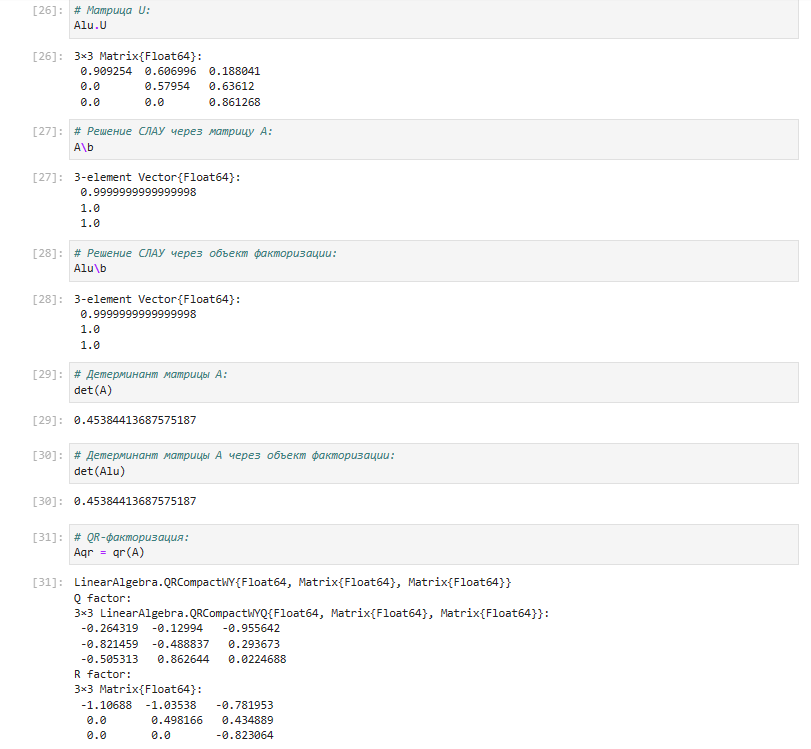 [26]: # Матрица U:
Alu.U
[26]: 3×3 Matrix{Float64}:
0.909254 0.606996 0.188041
0.0 0.57954 0.63612
0.0 0.0 0.861268
[27]: # Решение СЛАУ через матрицу A:
A\b
[27]: 3-element Vector{Float64}:
0.9999999999999998
1.0
1.0
[28]: # Решение СЛАУ через объект факторизации:
Alu\b
[28]: 3-element Vector{Float64}:
0.9999999999999998
1.0
1.0
[29]: # Детерминант матрицы A:
det(A)
[29]: 0.45384413687575187
[30]: # Детерминант матрицы A через объект факторизации:
det(Alu)
[30]: 0.45384413687575187
[31]: # QR-факторизация:
Aqr = qr(A)
[31]: LinearAlgebra.QRCompactWY{Float64, Matrix{Float64}, Matrix{Float64}}
Q factor:
3×3 LinearAlgebra.QRCompactWYQ{Float64, Matrix{Float64}, Matrix{Float64}}:
-0.264319 -0.12994 -0.955642
-0.821459 -0.488837 0.293673
-0.505313 0.862644 0.0224688
R factor:
3×3 Matrix{Float64}:
-1.10688 -1.03538 -0.781953
0.0 0.498166 0.434889
0.0 0.0 -0.823064